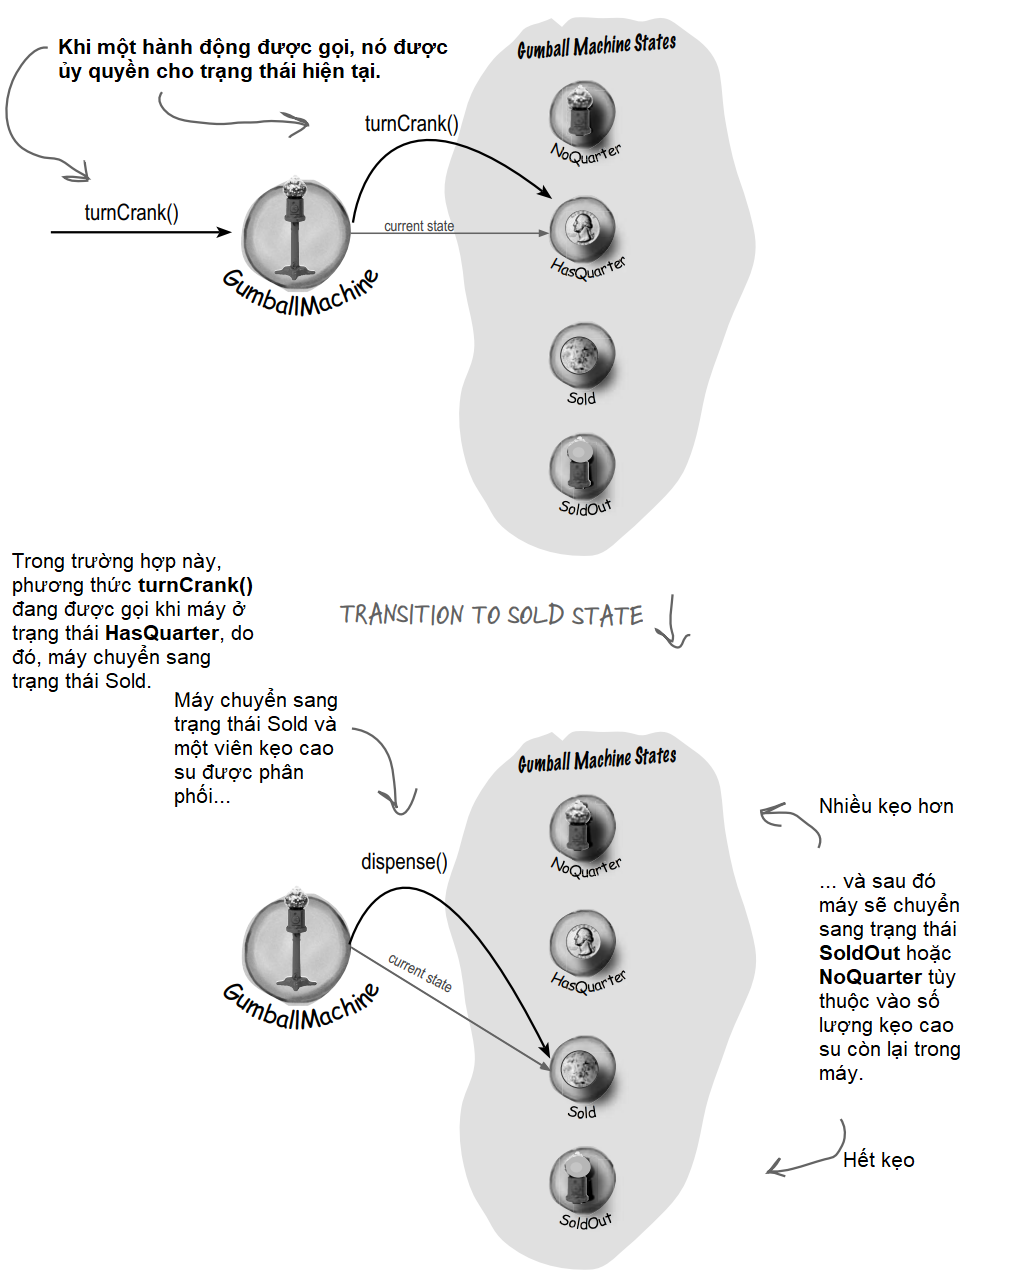 Gumball Machine States
Khi một hành động được gọi, nó được
ủy quyền cho trạng thái hiện tại.
turnCrank()
NoQuarter
turnCrank()
current state
HasQuarter
GumballMachine
Sold
SoldOut
Trong trường hợp này,
phương thức turnCrank()
đang được gọi khi máy ở
trạng thái HasQuarter, do
đó, máy chuyển sang
trạng thái Sold.
TRANSITION TO SOLD STATE
Máy chuyển sang
trạng thái Sold và
một viên kẹo cao
su được phân
phối...
Gumball Machine States
Nhiều kẹo hơn
dispense()
NoQuarter
... và sau đó
máy sẽ chuyển
sang trạng thái
SoldOut hoặc
NoQuarter tùy
thuộc vào số
lượng kẹo cao
su còn lại trong
máy.
current state
HasQuarter
GumballMachine
Sold
Hết kẹo
SoldOut